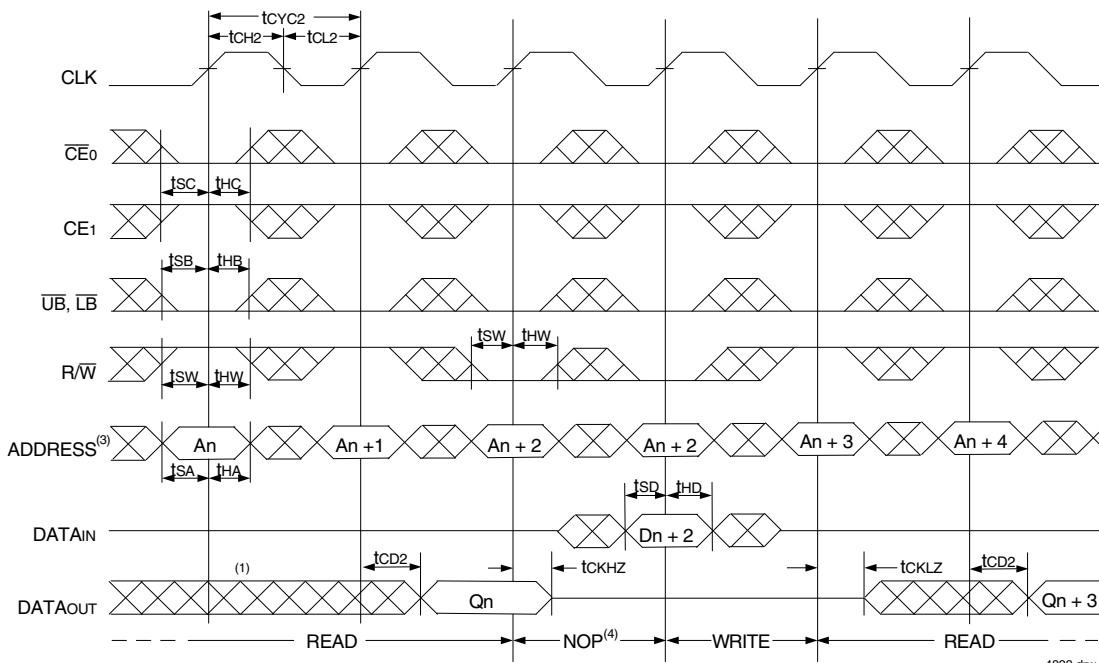 tCYC2
tCH2 tCL2
CLK
CE0
tSC tHC
CE1
tSB tHB
UB, LB
tSW tHW
R/W
tSW tHW
ADDRESS(3) An An +1 An + 2 An + 2 An + 3 An + 4
tSA tHA
tSD tHD
DATAIN Dn + 2
(1) tCD2 tCKHZ tCKLZ tCD2
DATAOUT Qn Qn + 3
READ NOP(4) WRITE READ